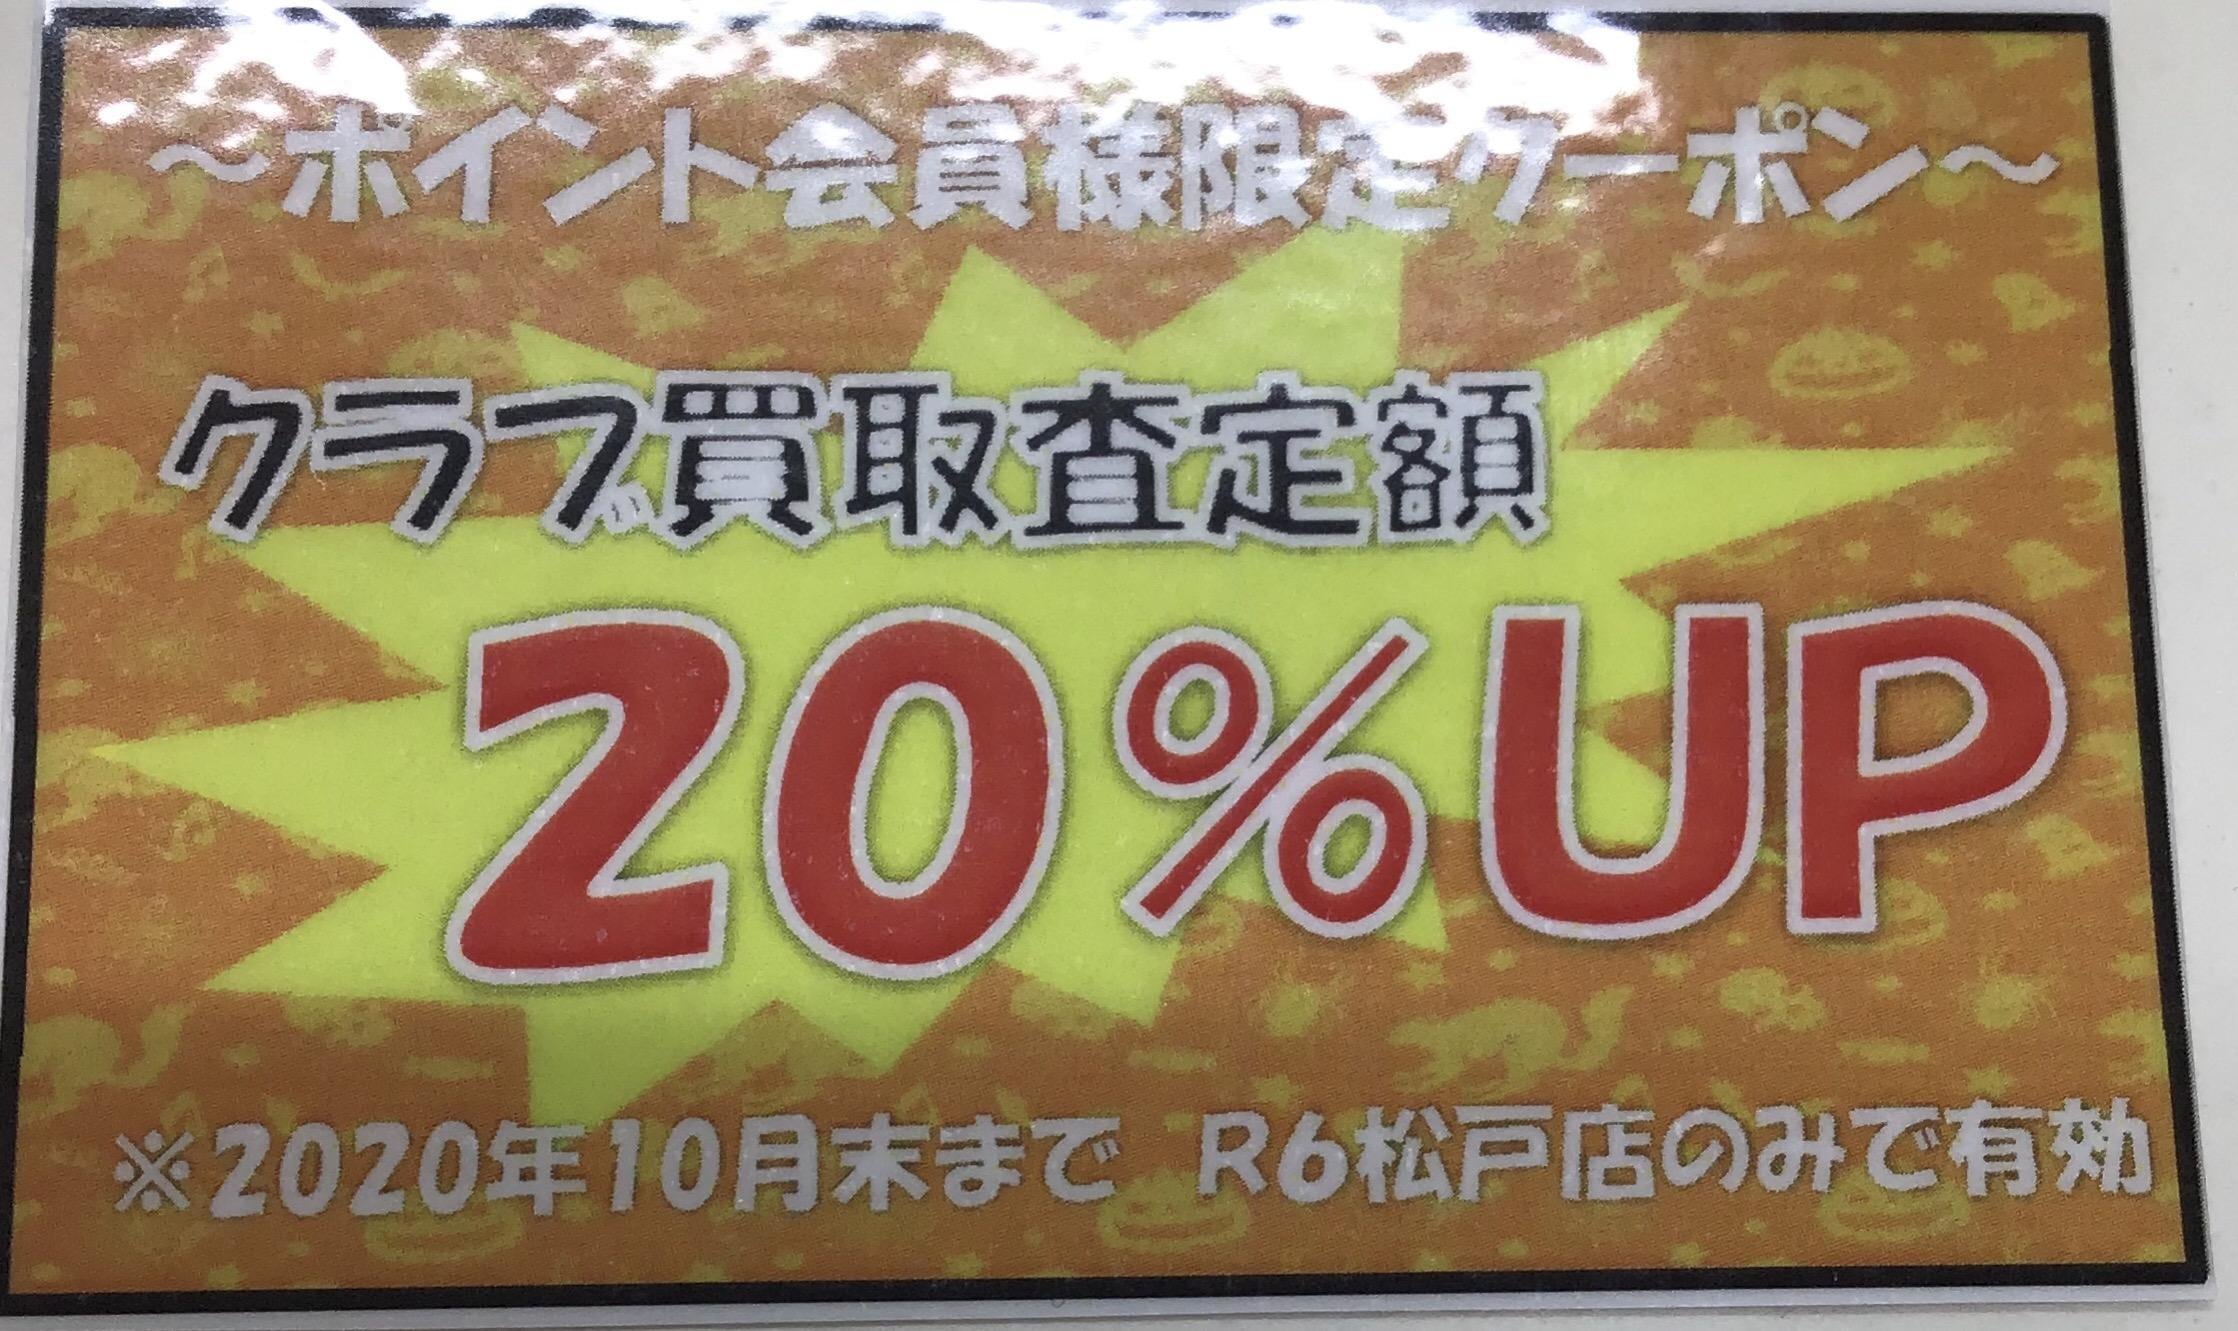 ～ポイント会員様限定クーポン～
クラブ買取査定額
20%UP
※2020年10月末まで R6松戸店のみで有効